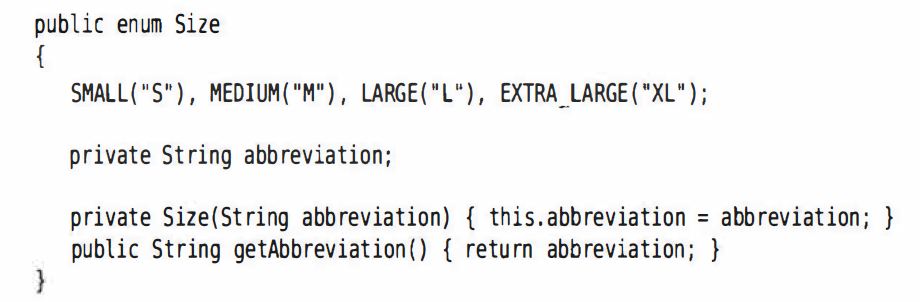 public enum Size
{
SMALL("S"), MEDIUM("M"), LARGE("L"), EXTRA_LARGE("XL");
private String abbreviation;
private Size(String abbreviation) { this.abbreviation = abbreviation; }
public String getAbbreviation() { return abbreviation; }
}